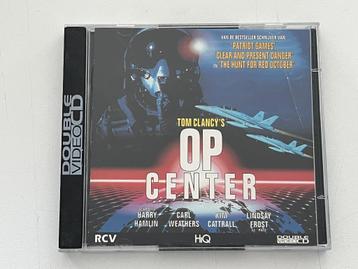 VAN DE BESTSELLER SCHRIJVER VAN
'PATRIOT GAMES'
'CLEAR AND PRESENT DANGER'
EN 'THE HUNT FOR RED OCTOBER'
TOM CLANCY'S
OP
CENTER
HARRY HAMLIN
CARL WEATHERS
KIM CATTRALL
LINDSAY FROST
RCV
HiQ
DOUBLE VIDEO CD
DOUBLE VIDEO CD